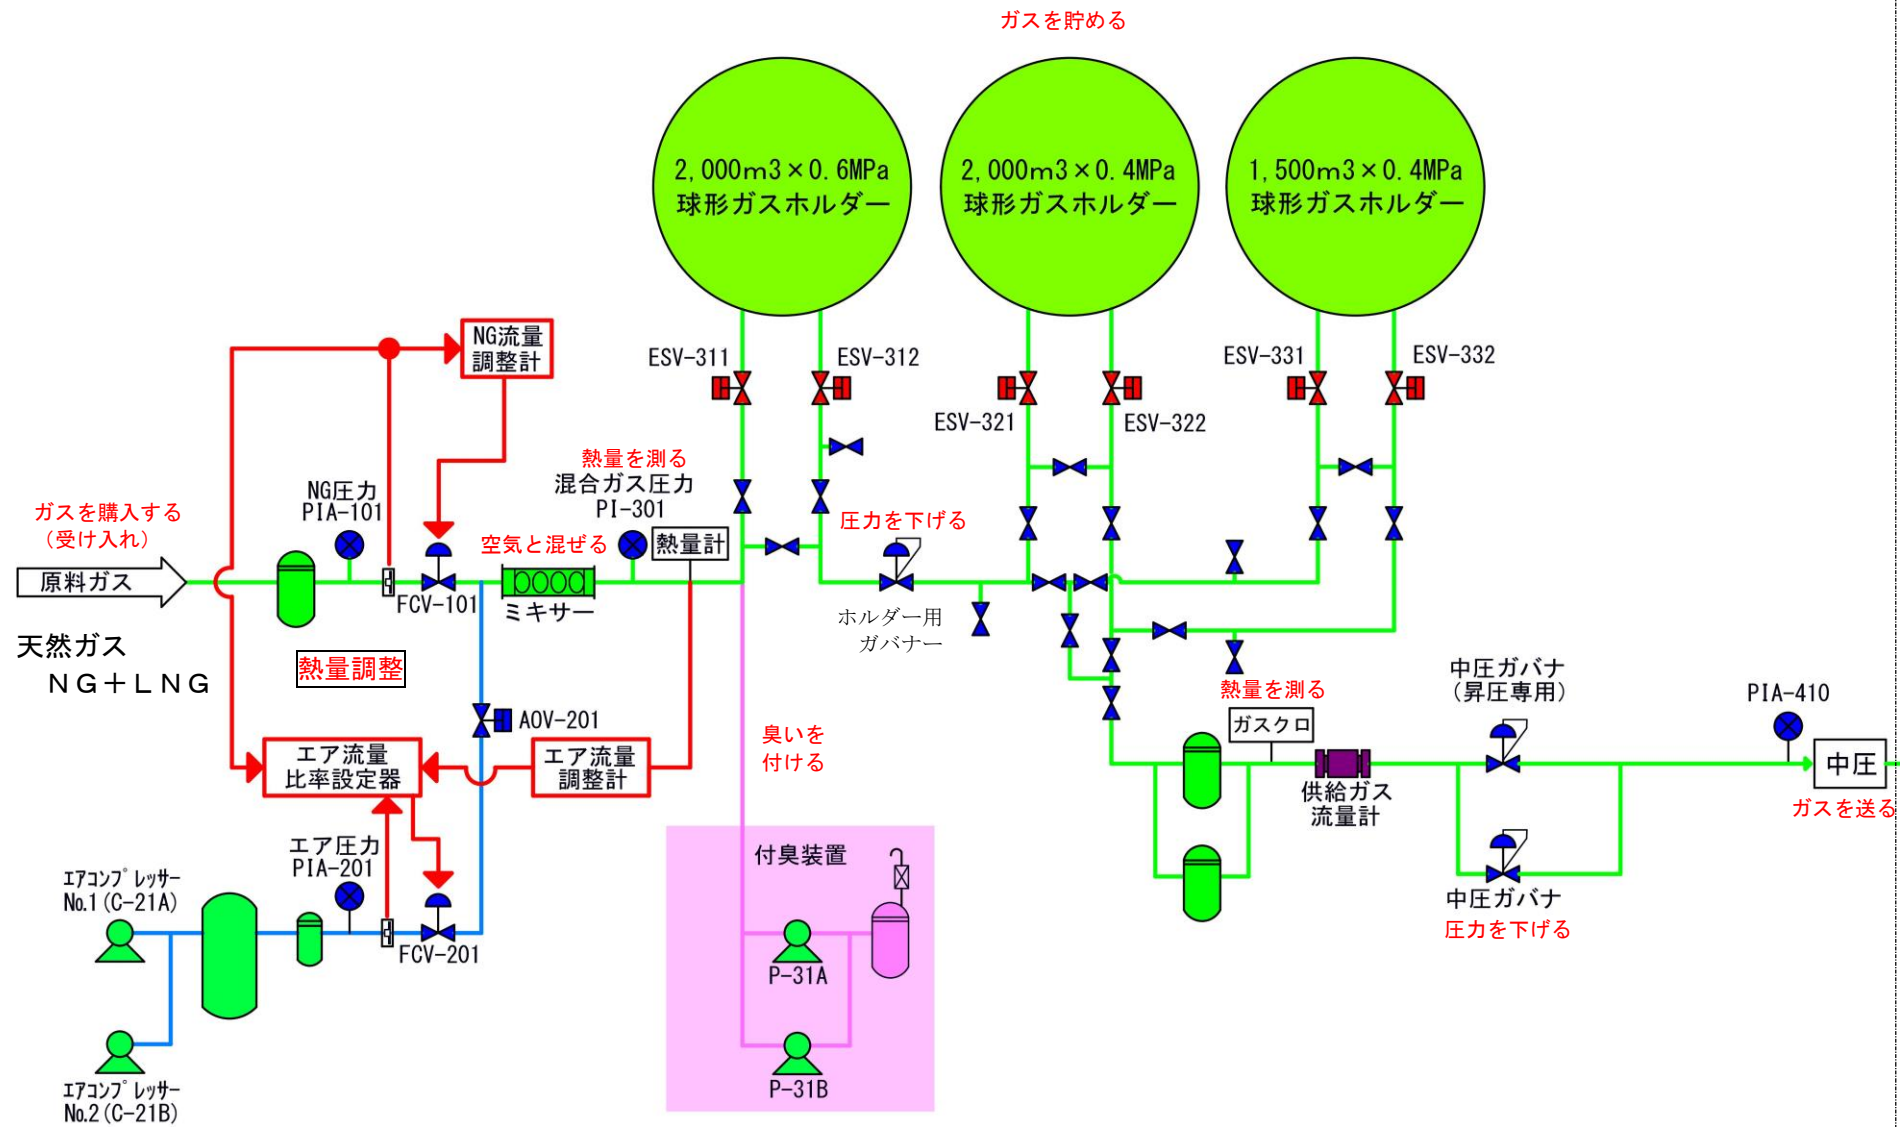 ガスを貯める
2,000m3×0.6MPa
球形ガスホルダー
2,000m3×0.4MPa
球形ガスホルダー
1,500m3×0.4MPa
球形ガスホルダー
NG流量
調整計
ESV-311
ESV-312
ESV-321
ESV-322
ESV-331
ESV-332
ガスを購入する
（受け入れ）
原料ガス
天然ガス
NG＋LNG
NG圧力
PIA-101
FCV-101
熱量調整
空気と混ぜる
ミキサー
熱量を測る
混合ガス圧力
PI-301
熱量計
圧力を下げる
ホルダー用
ガバナー
AOV-201
エア流量
比率設定器
エア流量
調整計
臭いを
付ける
熱量を測る
ガスクロ
供給ガス
流量計
中圧ガバナ
（昇圧専用）
PIA-410
中圧
ガスを送る
中圧ガバナ
圧力を下げる
エア圧力
PIA-201
FCV-201
ｴｱｺﾝﾌﾟﾚｯｻｰ
No.1(C-21A)
ｴｱｺﾝﾌﾟﾚｯｻｰ
No.2(C-21B)
付臭装置
P-31A
P-31B